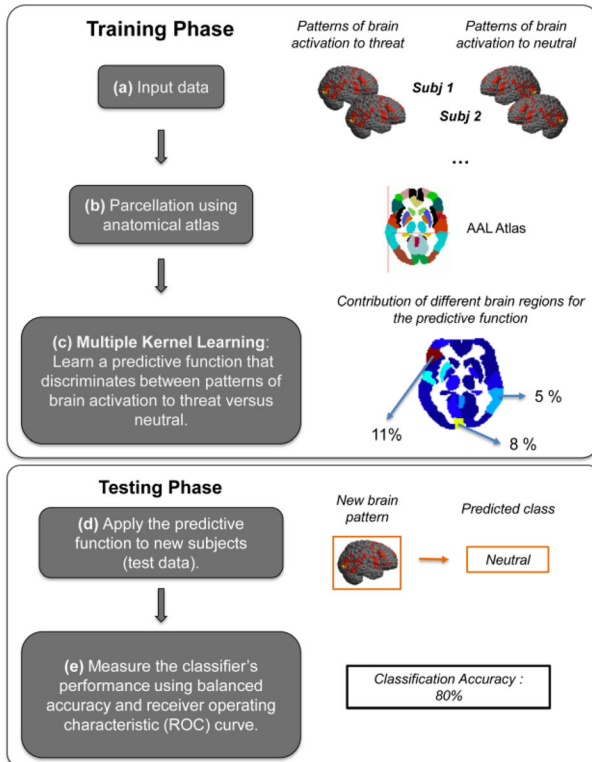 Training Phase
Patterns of brain
activation to threat
Patterns of brain
activation to neutral
(a) Input data
Subj 1
Subj 2
...
(b) Parcellation using
anatomical atlas
AAL Atlas
(c) Multiple Kernel Learning:
Learn a predictive function that
discriminates between patterns of
brain activation to threat versus
neutral.
Contribution of different brain regions for
the predictive function
5 %
11%
8 %
Testing Phase
(d) Apply the predictive
function to new subjects
(test data).
New brain
pattern
Predicted class
Neutral
(e) Measure the classifier's
performance using balanced
accuracy and receiver operating
characteristic (ROC) curve.
Classification Accuracy :
80%